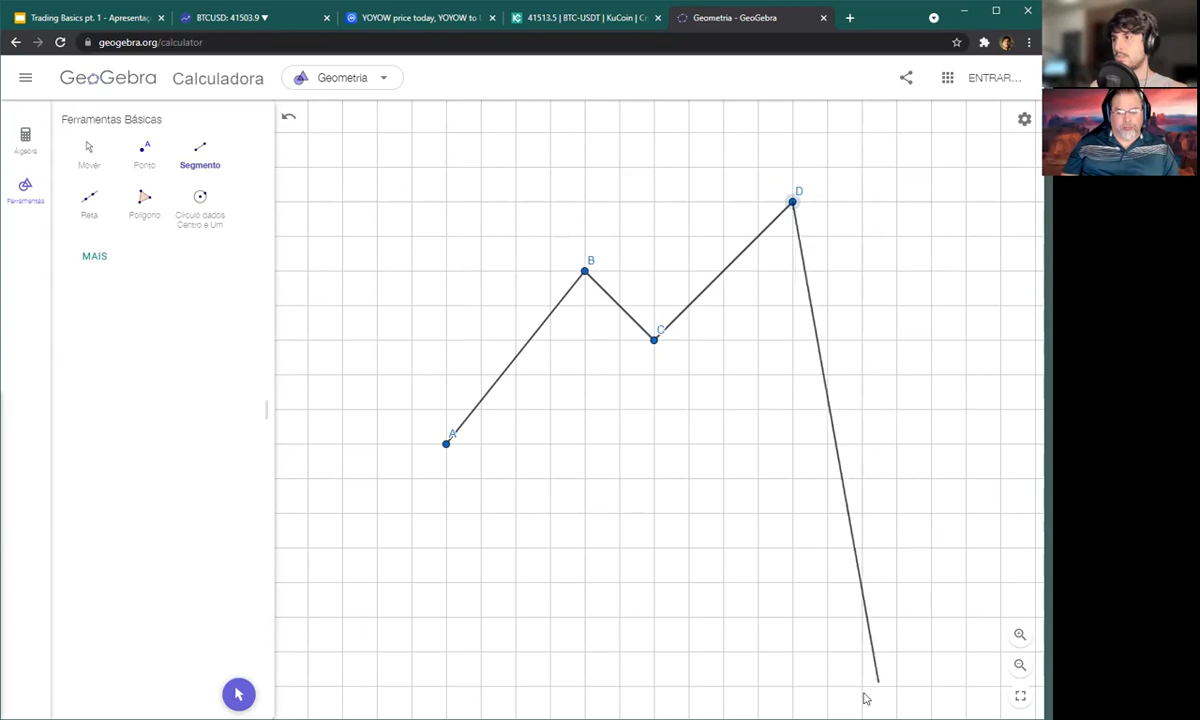 Trading Basics pt. 1 - Apresentaç
BTCUSD: 41503.9 ▼
YOYOW price today, YOYOW to U
41513.5 | BTC-USDT | KuCoin | Cr
Geometria - GeoGebra
geogebra.org/calculator
GeoGebra Calculadora
Geometria
ENTRAR...
Ferramentas Básicas
Álgebra
Mover
Ponto
Segmento
Ferramentas
Reta
Polígono
Círculo dados
Centro e Um
MAIS
D
B
C
A